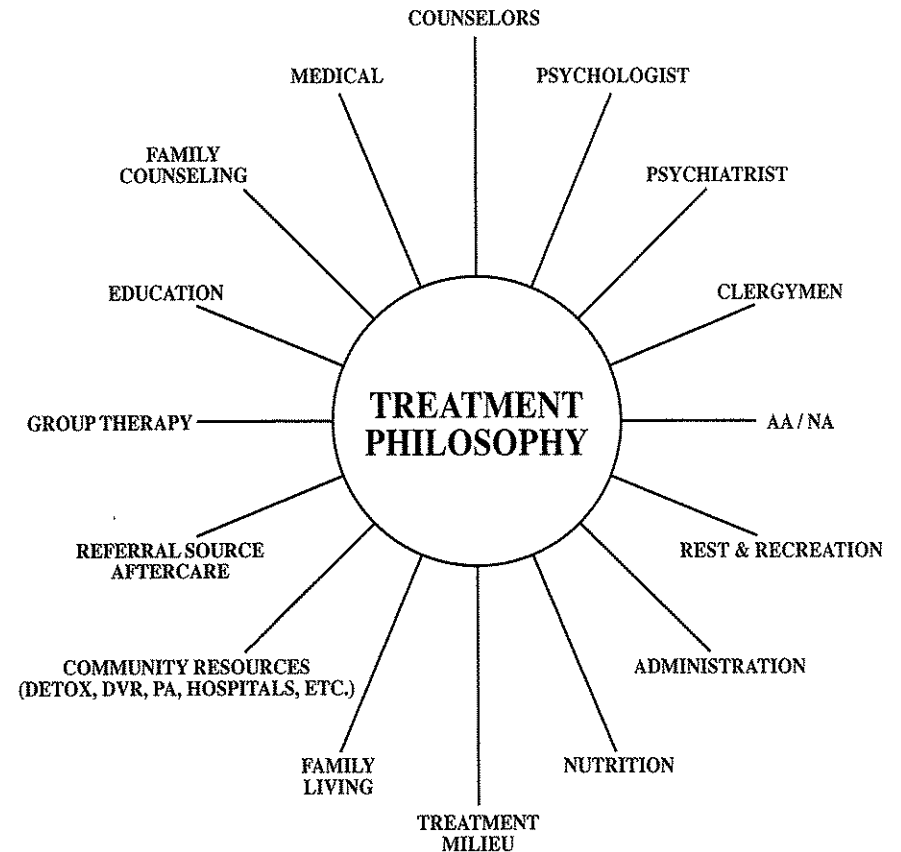 COUNSELORS
MEDICAL
PSYCHOLOGIST
FAMILY
COUNSELING
PSYCHIATRIST
EDUCATION
CLERGYMEN
TREATMENT
PHILOSOPHY
GROUP THERAPY
AA / NA
REFERRAL SOURCE
AFTERCARE
REST & RECREATION
COMMUNITY RESOURCES
(DETOX, DVR, PA, HOSPITALS, ETC.)
ADMINISTRATION
FAMILY
LIVING
NUTRITION
TREATMENT
MILIEU